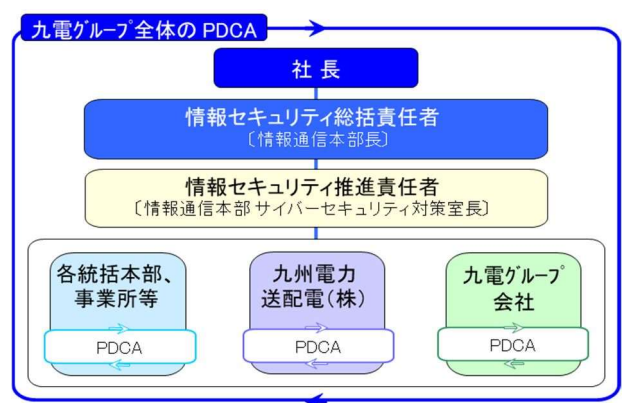 九電ｸﾞﾙｰﾌﾟ全体の PDCA
社 長
情報セキュリティ総括責任者
〔情報通信本部長〕
情報セキュリティ推進責任者
〔情報通信本部 サイバーセキュリティ対策室長〕
各統括本部、
事業所等
PDCA
九州電力
送配電（株）
PDCA
九電ｸﾞﾙｰﾌﾟ
会社
PDCA